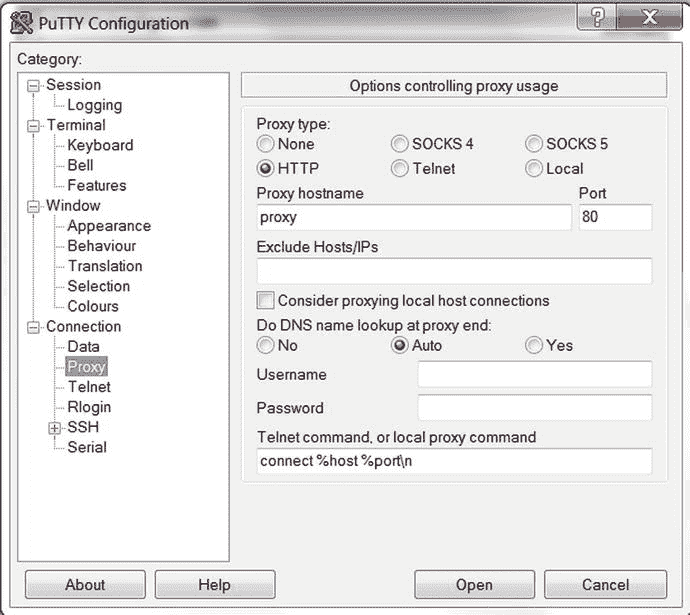 PuTTY Configuration
Category:
Session
Logging
Terminal
Keyboard
Bell
Features
Window
Appearance
Behaviour
Translation
Selection
Colours
Connection
Data
Proxy
Telnet
Rlogin
SSH
Serial
Options controlling proxy usage
Proxy type:
None SOCKS 4 SOCKS 5
HTTP Telnet Local
Proxy hostname Port
proxy 80
Exclude Hosts/IPs
Consider proxying local host connections
Do DNS name lookup at proxy end:
No Auto Yes
Username
Password
Telnet command, or local proxy command
connect %host %port\n
About Help Open Cancel